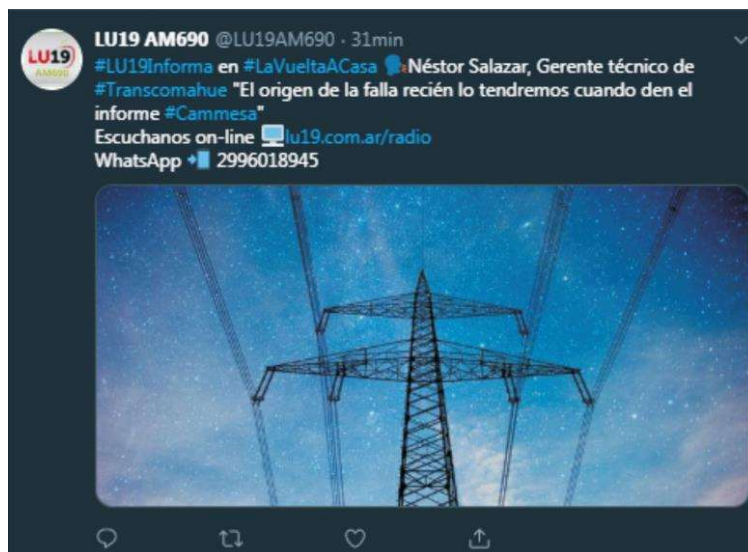 LU19
AM690
LU19 AM690 @LU19AM690 · 31min
#LU19Informa en #LaVueltaACasa 🗣Néstor Salazar, Gerente técnico de
#Transcomahue "El origen de la falla recién lo tendremos cuando den el
informe #Cammesa"
Escuchanos on-line 💻lu19.com.ar/radio
WhatsApp 📲 2996018945